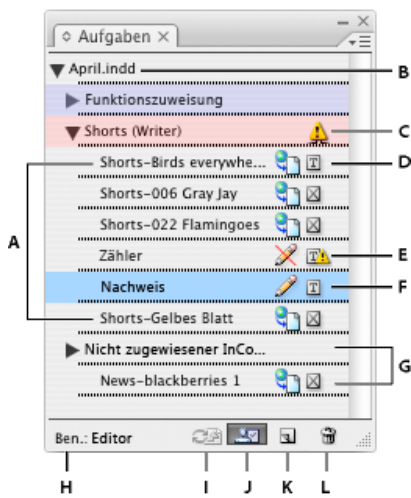 Aufgaben
April.indd
B
Funktionszuweisung
Shorts (Writer)
C
Shorts-Birds everywhe...
D
Shorts-006 Gray Jay
Shorts-022 Flamingoes
A
Zähler
E
Nachweis
F
Shorts-Gelbes Blatt
Nicht zugewiesener InCo...
G
News-blackberries 1
Ben.: Editor
H I J K L